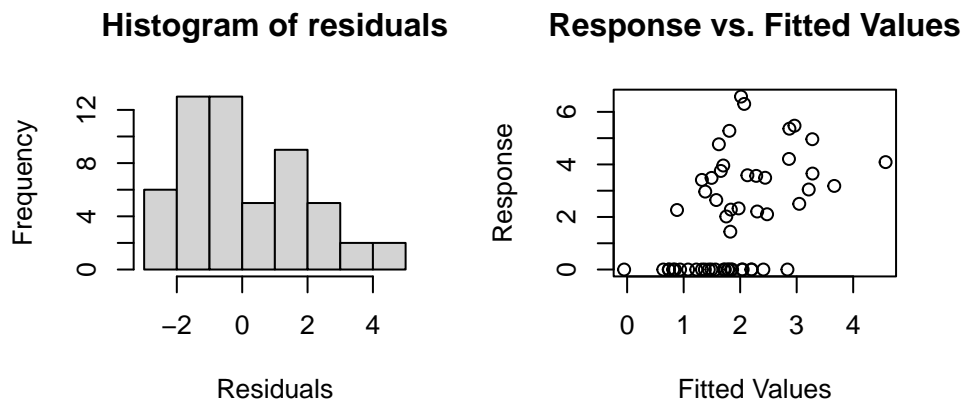 Histogram of residuals
Frequency
0 4 8 12
−2 0 2 4
Residuals
Response vs. Fitted Values
Response
0 2 4 6
0 1 2 3 4
Fitted Values